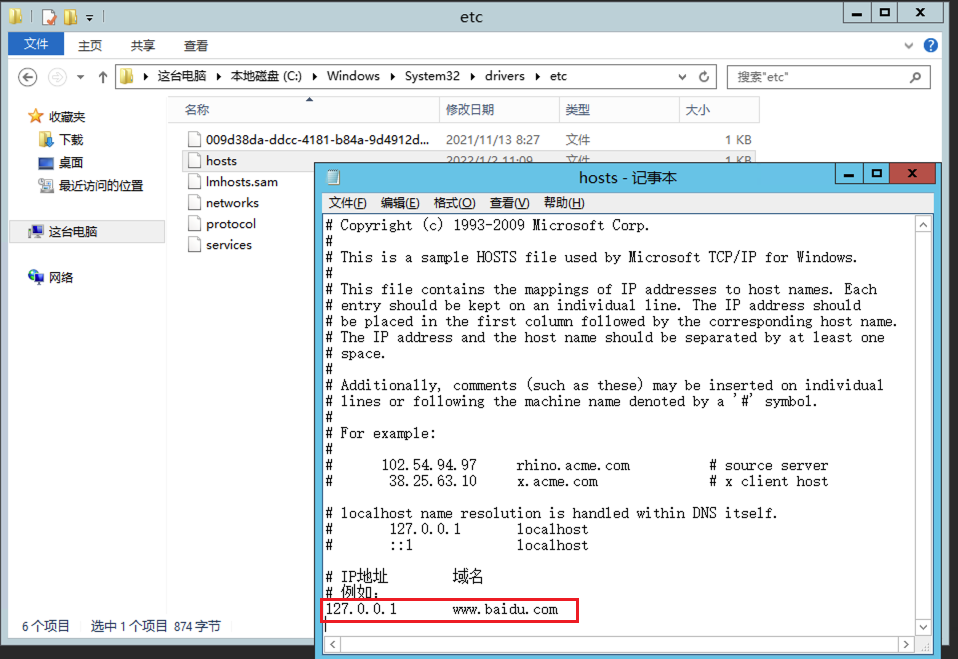 etc
文件 主页 共享 查看
这台电脑 本地磁盘 (C:) Windows System32 drivers etc
搜索"etc"
收藏夹
下载
桌面
最近访问的位置
这台电脑
网络
名称 修改日期 类型 大小
009d38da-ddcc-4181-b84a-9d4912d... 2021/11/13 8:27 文件 1 KB
hosts 2022/1/2 11:09 文件 1 KB
lmhosts.sam
networks
protocol
services
6 个项目 选中 1 个项目 874 字节
hosts - 记事本
文件(F) 编辑(E) 格式(O) 查看(V) 帮助(H)
# Copyright (c) 1993-2009 Microsoft Corp.
#
# This is a sample HOSTS file used by Microsoft TCP/IP for Windows.
#
# This file contains the mappings of IP addresses to host names. Each
# entry should be kept on an individual line. The IP address should
# be placed in the first column followed by the corresponding host name.
# The IP address and the host name should be separated by at least one
# space.
#
# Additionally, comments (such as these) may be inserted on individual
# lines or following the machine name denoted by a '#' symbol.
#
# For example:
#
# 102.54.94.97 rhino.acme.com # source server
# 38.25.63.10 x.acme.com # x client host
# localhost name resolution is handled within DNS itself.
# 127.0.0.1 localhost
# ::1 localhost
# IP地址 域名
# 例如:
127.0.0.1 www.baidu.com